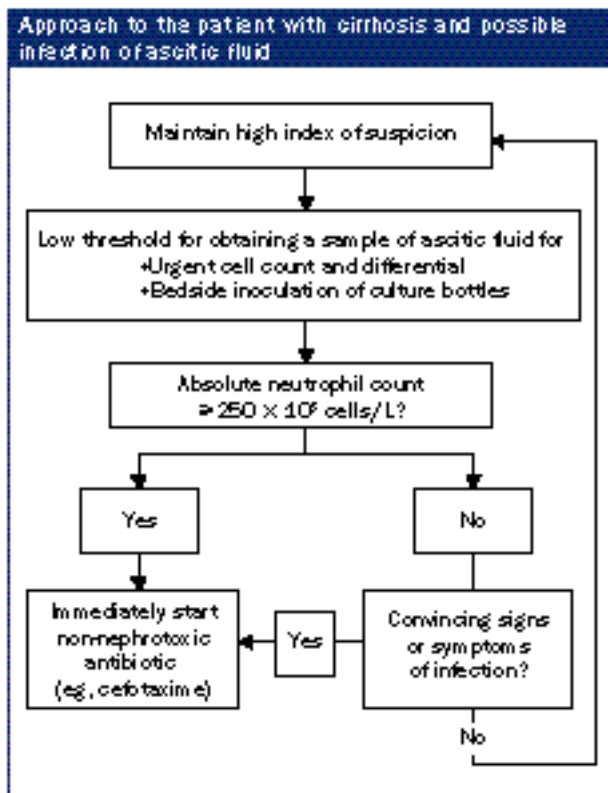 Approach to the patient with cirrhosis and possible
infection of ascitic fluid
Maintain high index of suspicion
Low threshold for obtaining a sample of ascitic fluid for
•Urgent cell count and differential
•Bedside inoculation of culture bottles
Absolute neutrophil count
≥ 250 × cells/L?
Yes
No
Immediately start
non-nephrotoxic
antibiotic
(eg, cefotaxime)
Yes
Convincing signs
or symptoms
of infection?
No